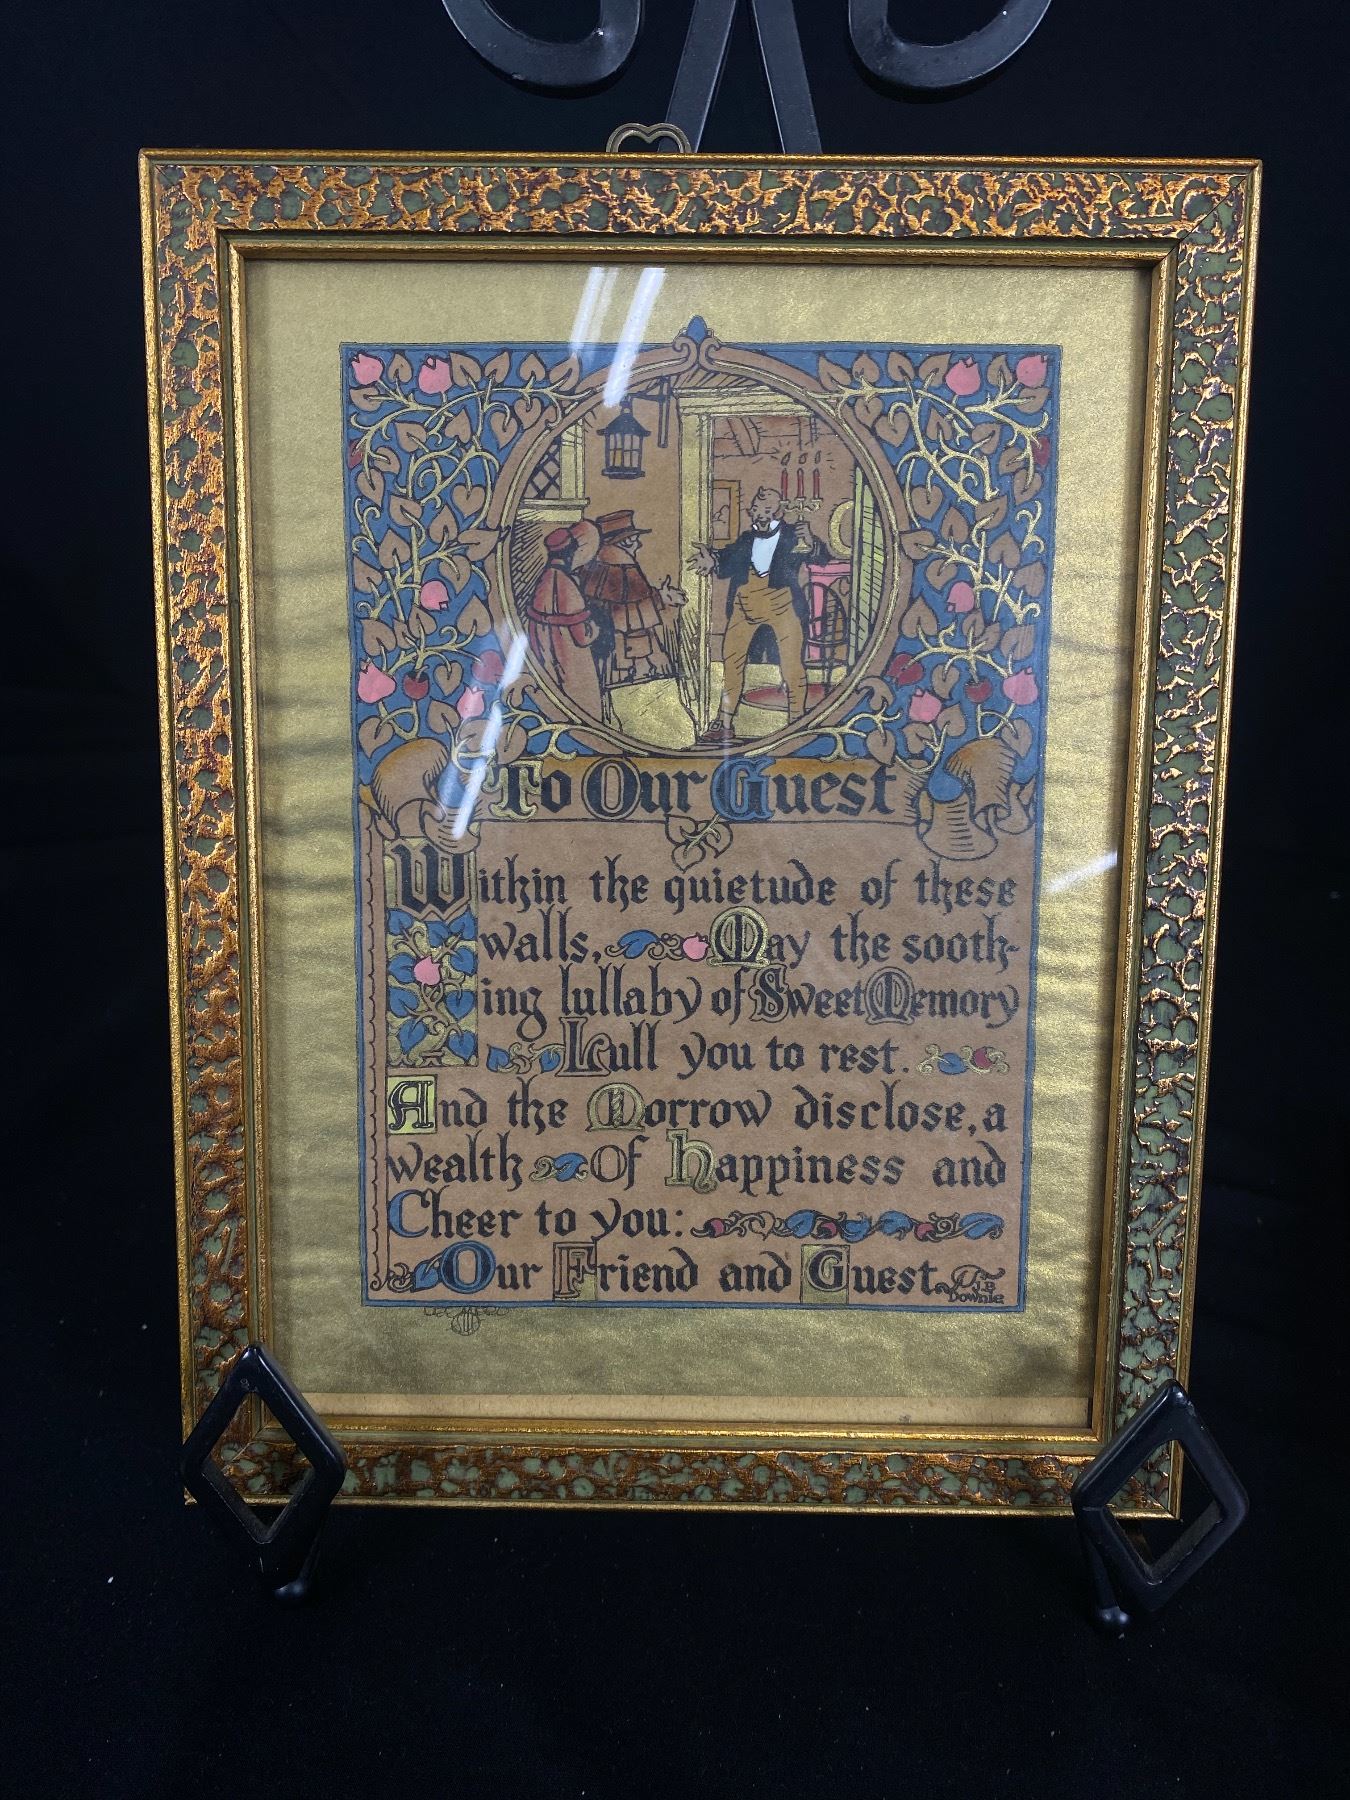 To Our Guest
Within the quietude of these
walls, May the sooth-
ing lullaby of Sweet Memory
Lull you to rest.
And the Morrow disclose, a
wealth Of happiness and
Cheer to you:
Our Friend and Guest.
J.B
Downie